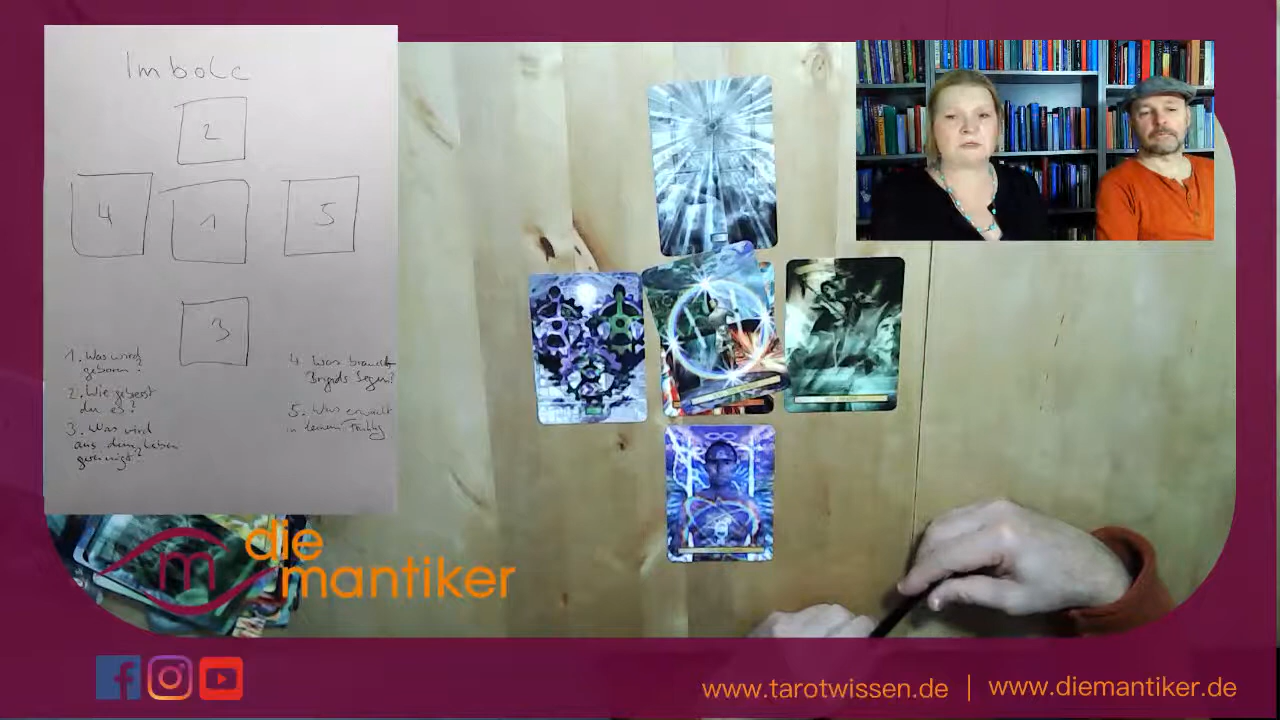 Imbolc
2
4
1
5
3
1. Was wird
geboren?
2. Wie gebierst
du es?
3. Was wird
aus dem Leben
gereinigt?
4. Was braucht
Brigids Segen?
5. Was erwacht
in deinem Frühling
die
mantiker
www.tarotwissen.de | www.diemantiker.de